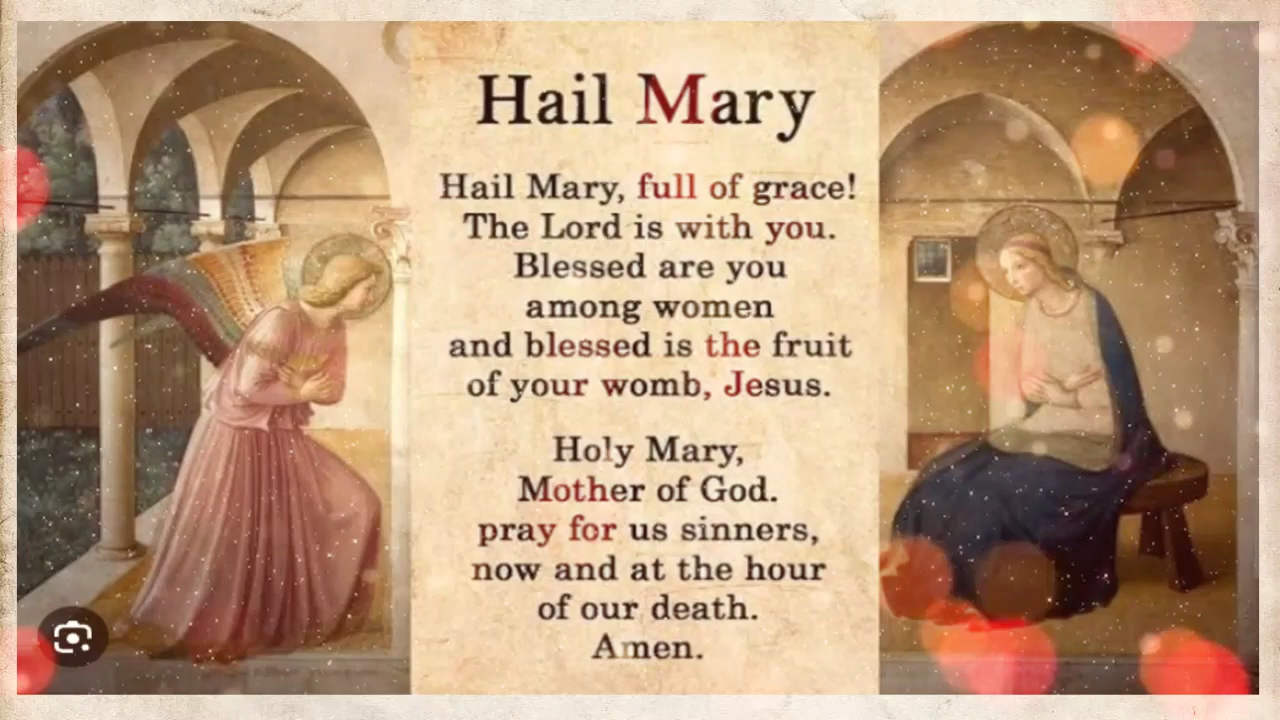 Hail Mary
Hail Mary, full of grace!
The Lord is with you.
Blessed are you
among women
and blessed is the fruit
of your womb, Jesus.
Holy Mary,
Mother of God.
pray for us sinners,
now and at the hour
of our death.
Amen.